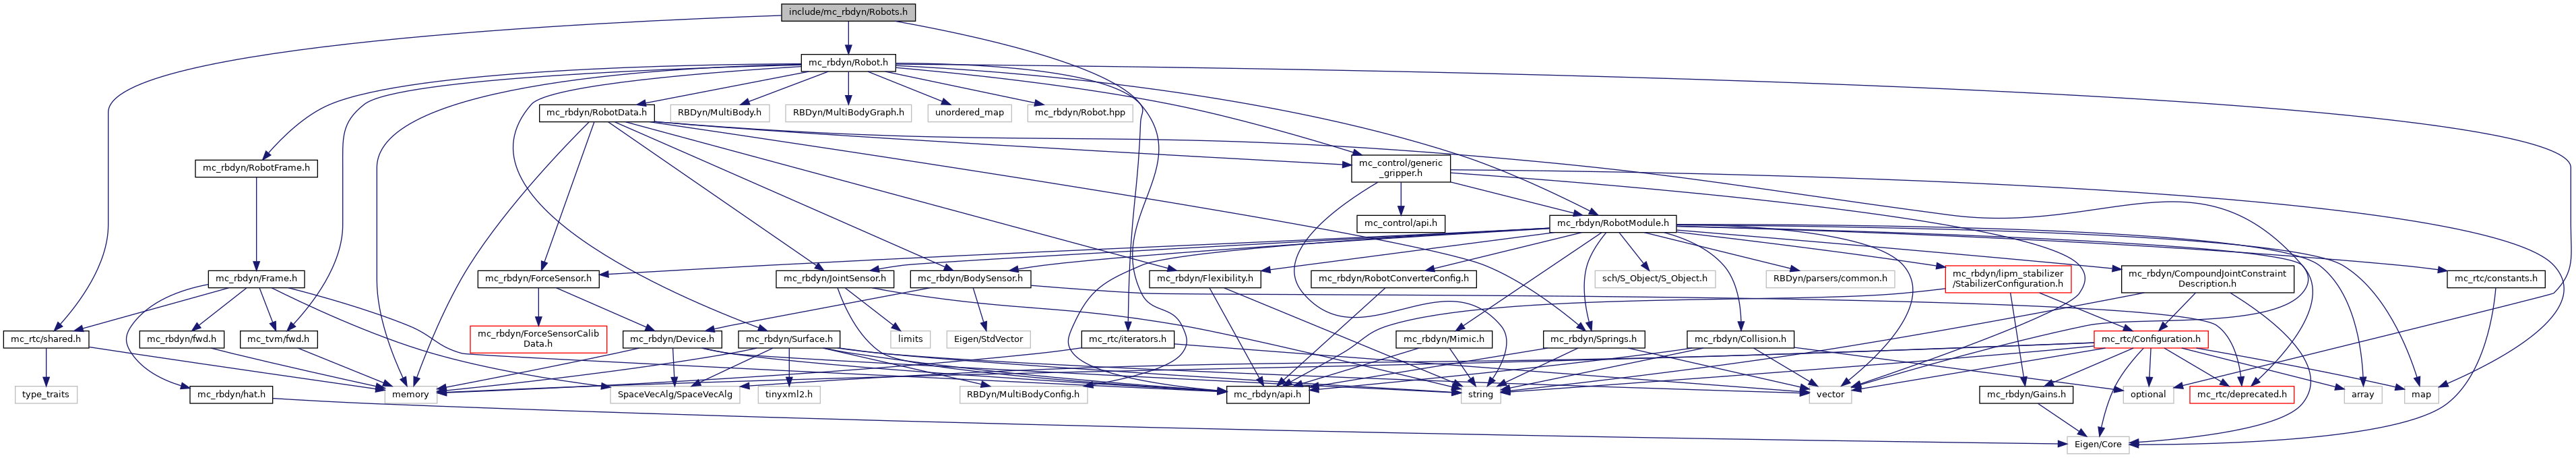 include/mc_rbdyn/Robots.h
mc_rbdyn/Robot.h
mc_rbdyn/RobotData.h
RBDyn/MultiBody.h
RBDyn/MultiBodyGraph.h
unordered_map
mc_rbdyn/Robot.hpp
mc_rbdyn/RobotFrame.h
mc_control/generic
_gripper.h
mc_control/api.h
mc_rbdyn/RobotModule.h
mc_rbdyn/Frame.h
mc_rbdyn/ForceSensor.h
mc_rbdyn/JointSensor.h
mc_rbdyn/BodySensor.h
mc_rbdyn/Flexibility.h
mc_rbdyn/RobotConverterConfig.h
sch/S_Object/S_Object.h
RBDyn/parsers/common.h
mc_rbdyn/lipm_stabilizer
/StabilizerConfiguration.h
mc_rbdyn/CompoundJointConstraint
Description.h
mc_rtc/constants.h
mc_rtc/shared.h
mc_rbdyn/fwd.h
mc_tvm/fwd.h
mc_rbdyn/ForceSensorCalib
Data.h
mc_rbdyn/Device.h
mc_rbdyn/Surface.h
limits
Eigen/StdVector
mc_rtc/iterators.h
mc_rbdyn/Mimic.h
mc_rbdyn/Springs.h
mc_rbdyn/Collision.h
mc_rtc/Configuration.h
type_traits
mc_rbdyn/hat.h
memory
SpaceVecAlg/SpaceVecAlg
tinyxml2.h
RBDyn/MultiBodyConfig.h
mc_rbdyn/api.h
string
vector
mc_rbdyn/Gains.h
optional
mc_rtc/deprecated.h
array
map
Eigen/Core